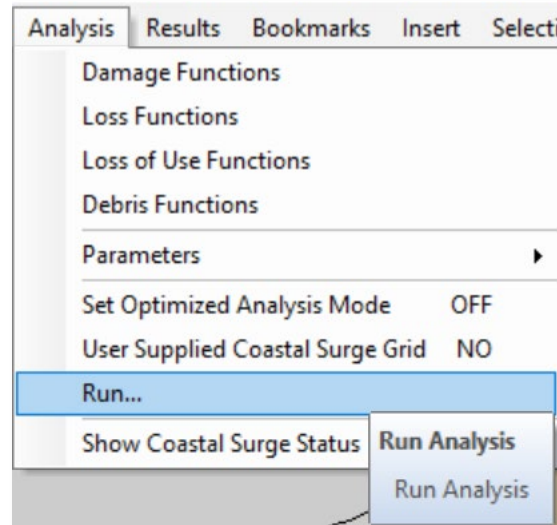 Analysis Results Bookmarks Insert Selecti
Damage Functions
Loss Functions
Loss of Use Functions
Debris Functions
Parameters
Set Optimized Analysis Mode OFF
User Supplied Coastal Surge Grid NO
Run...
Show Coastal Surge Status
Run Analysis
Run Analysis